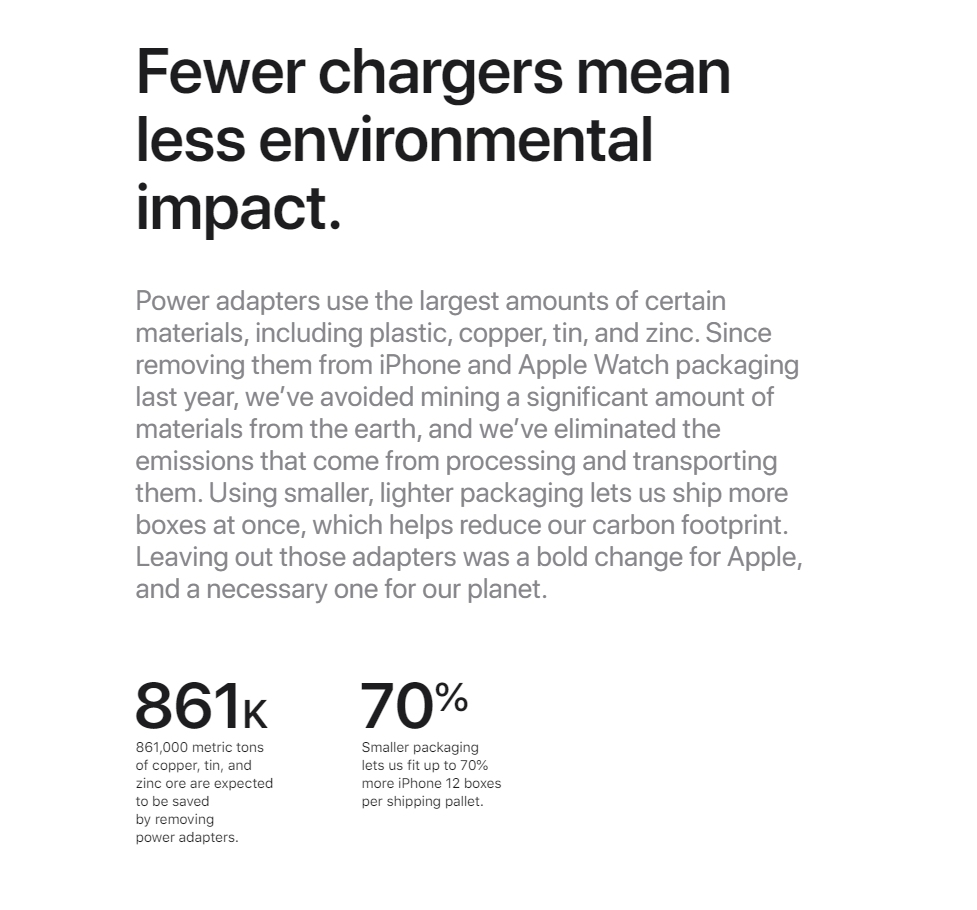 Fewer chargers mean
less environmental
impact.
Power adapters use the largest amounts of certain
materials, including plastic, copper, tin, and zinc. Since
removing them from iPhone and Apple Watch packaging
last year, we’ve avoided mining a significant amount of
materials from the earth, and we’ve eliminated the
emissions that come from processing and transporting
them. Using smaller, lighter packaging lets us ship more
boxes at once, which helps reduce our carbon footprint.
Leaving out those adapters was a bold change for Apple,
and a necessary one for our planet.
861K
861,000 metric tons
of copper, tin, and
zinc ore are expected
to be saved
by removing
power adapters.
70%
Smaller packaging
lets us fit up to 70%
more iPhone 12 boxes
per shipping pallet.